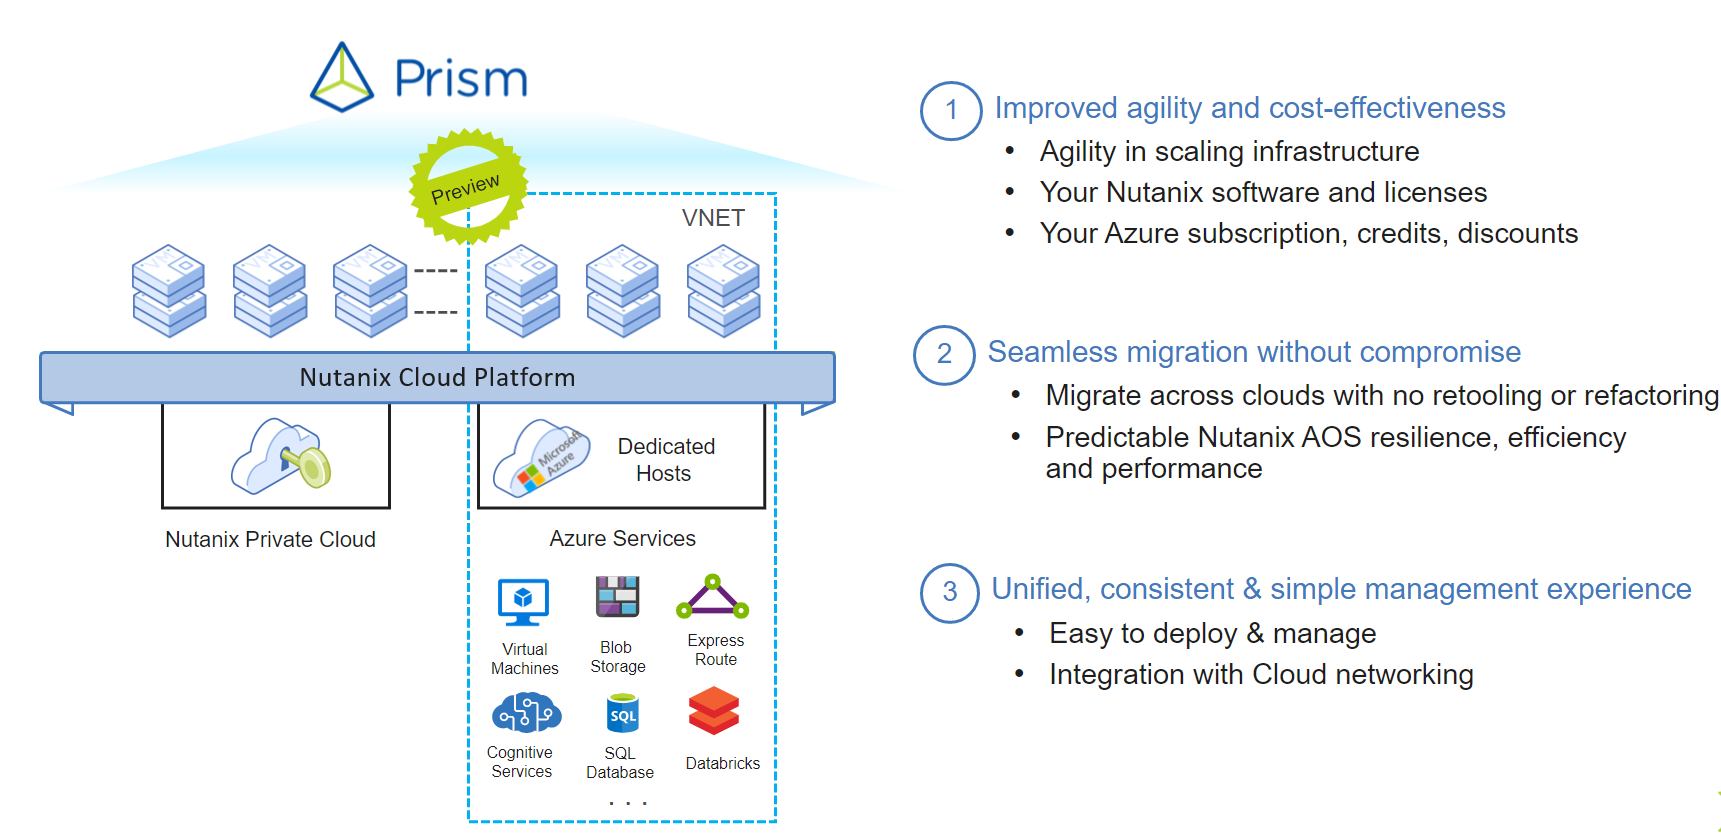 Prism
Preview
VNET
VM
VM
VM
VM
VM
VM
Nutanix Cloud Platform
Microsoft
Azure
Dedicated
Hosts
Nutanix Private Cloud
Azure Services
Virtual
Machines
Blob
Storage
Express
Route
Cognitive
Services
SQL
SQL
Database
Databricks
. . .
1
Improved agility and cost-effectiveness
• Agility in scaling infrastructure
• Your Nutanix software and licenses
• Your Azure subscription, credits, discounts
2
Seamless migration without compromise
• Migrate across clouds with no retooling or refactoring
• Predictable Nutanix AOS resilience, efficiency
and performance
3
Unified, consistent & simple management experience
• Easy to deploy & manage
• Integration with Cloud networking